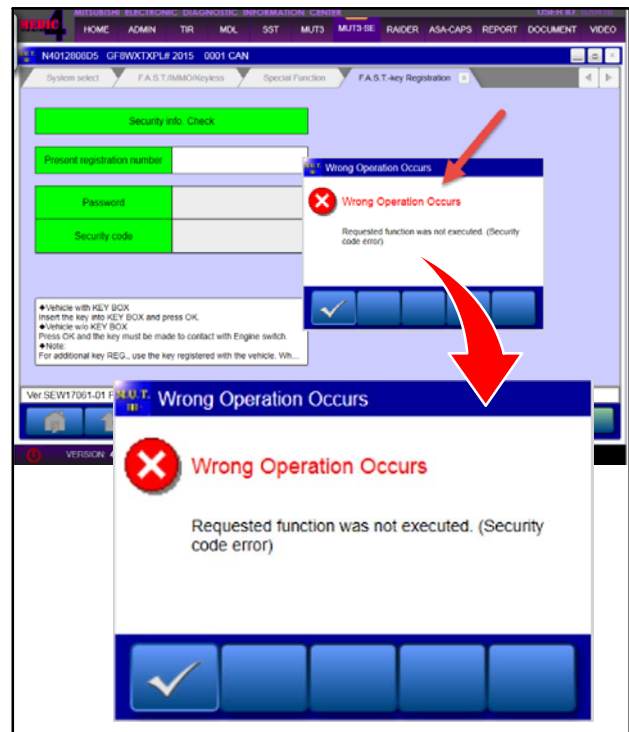 MITSUBISHI ELECTRONIC DIAGNOSTIC INFORMATION CENTER
MEDIC 4
HOME ADMIN TIR MDL SST MUT3 MUT3-SE RAIDER ASA-CAPS REPORT DOCUMENT VIDEO
N4012808D5 GF8WXTXPL# 2015 0001 CAN
System select F.A.S.T./IMMO/Keyless Special Function F.A.S.T.-key Registration
Security info. Check
Present registration number
Password
Security code
◆Vehicle with KEY BOX
Insert the key into KEY BOX and press OK.
◆Vehicle w/o KEY BOX
Press OK and the key must be made to contact with Engine switch.
◆Note:
For additional key REG., use the key registered with the vehicle. Wh...
Wrong Operation Occurs
Wrong Operation Occurs
Requested function was not executed. (Security
code error)
Ver.SEW17061-01
VERSION:
M.U.T.
III
Wrong Operation Occurs
Wrong Operation Occurs
Requested function was not executed. (Security
code error)